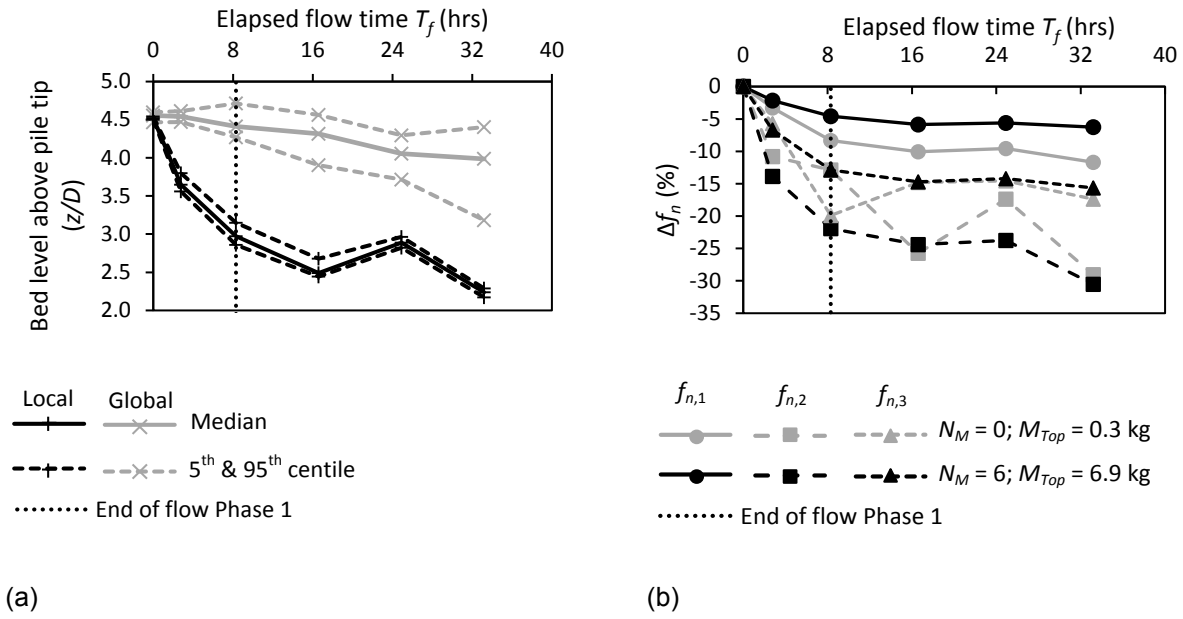 Elapsed flow time T_f (hrs)
0 8 16 24 32 40
5.0
4.5
4.0
3.5
3.0
2.5
2.0
Bed level above pile tip
(z/D)
Local Global
Median
5th & 95th centile
End of flow Phase 1
(a)
Elapsed flow time T_f (hrs)
0 8 16 24 32 40
0
-5
-10
-15
-20
-25
-30
-35
Δf_n (%)
f_n,1 f_n,2 f_n,3
N_M = 0; M_Top = 0.3 kg
N_M = 6; M_Top = 6.9 kg
End of flow Phase 1
(b)